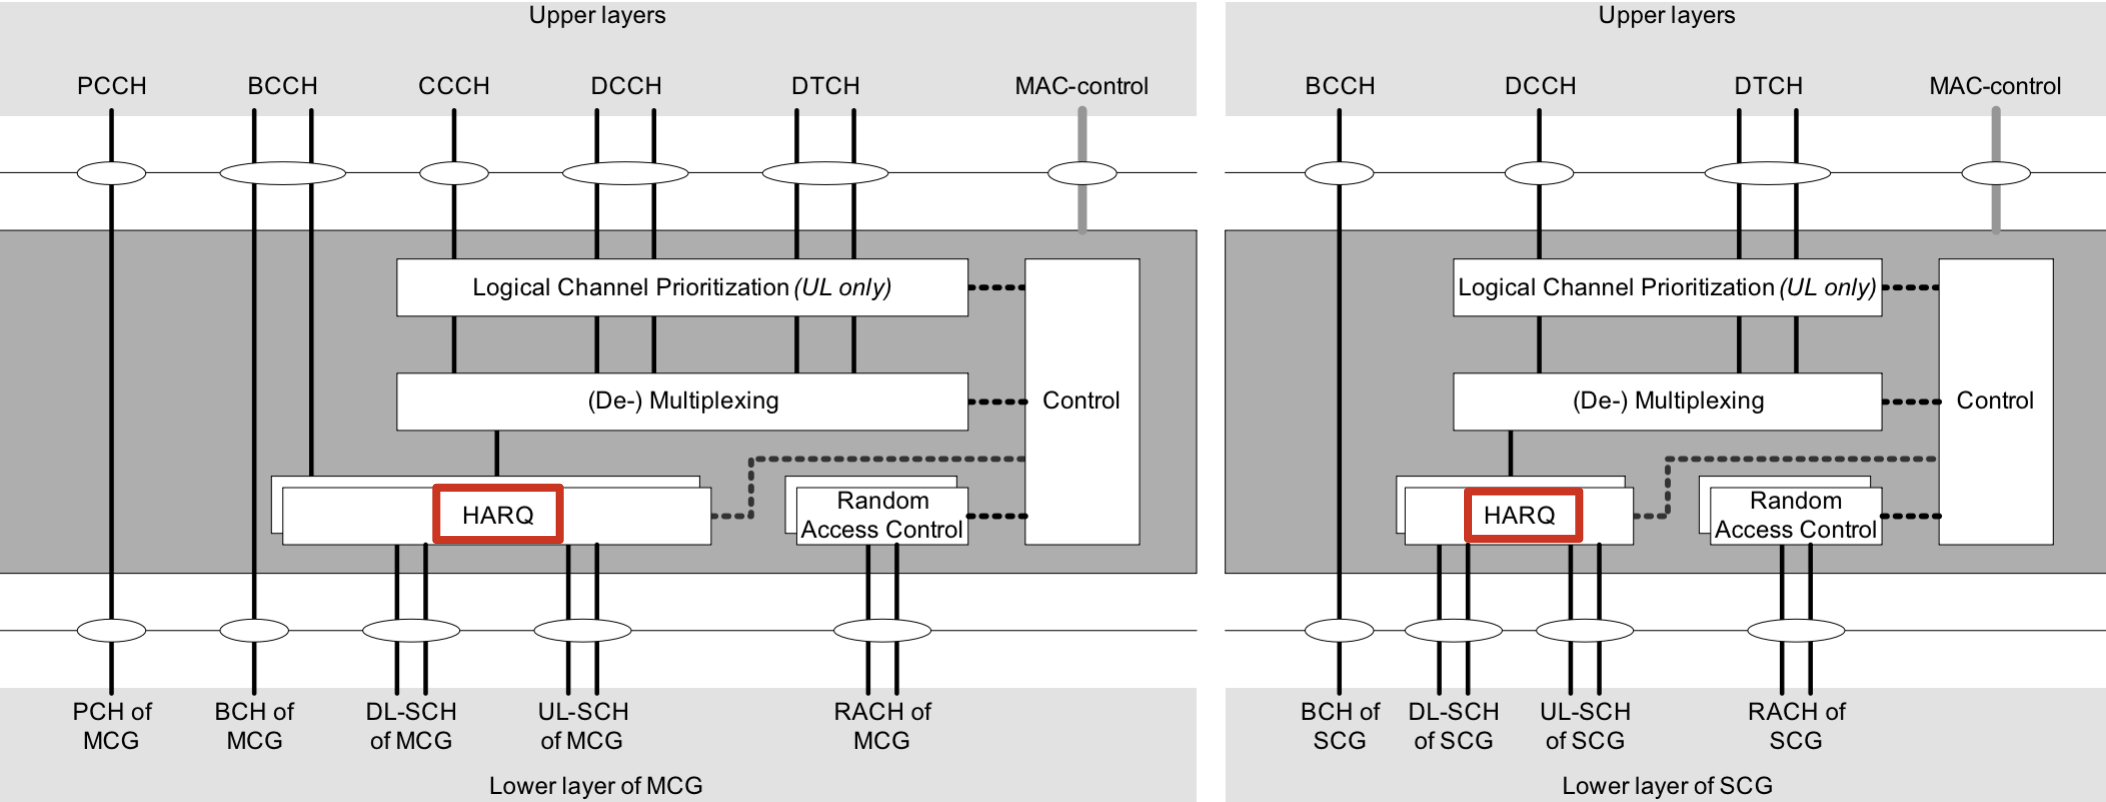 Upper layers
PCCH BCCH CCCH DCCH DTCH MAC-control
Logical Channel Prioritization (UL only)
(De-) Multiplexing
Control
HARQ
Random
Access Control
PCH of
MCG
BCH of
MCG
DL-SCH
of MCG
UL-SCH
of MCG
RACH of
MCG
Lower layer of MCG
Upper layers
BCCH DCCH DTCH MAC-control
Logical Channel Prioritization (UL only)
(De-) Multiplexing
Control
HARQ
Random
Access Control
BCH of
SCG
DL-SCH
of SCG
UL-SCH
of SCG
RACH of
SCG
Lower layer of SCG